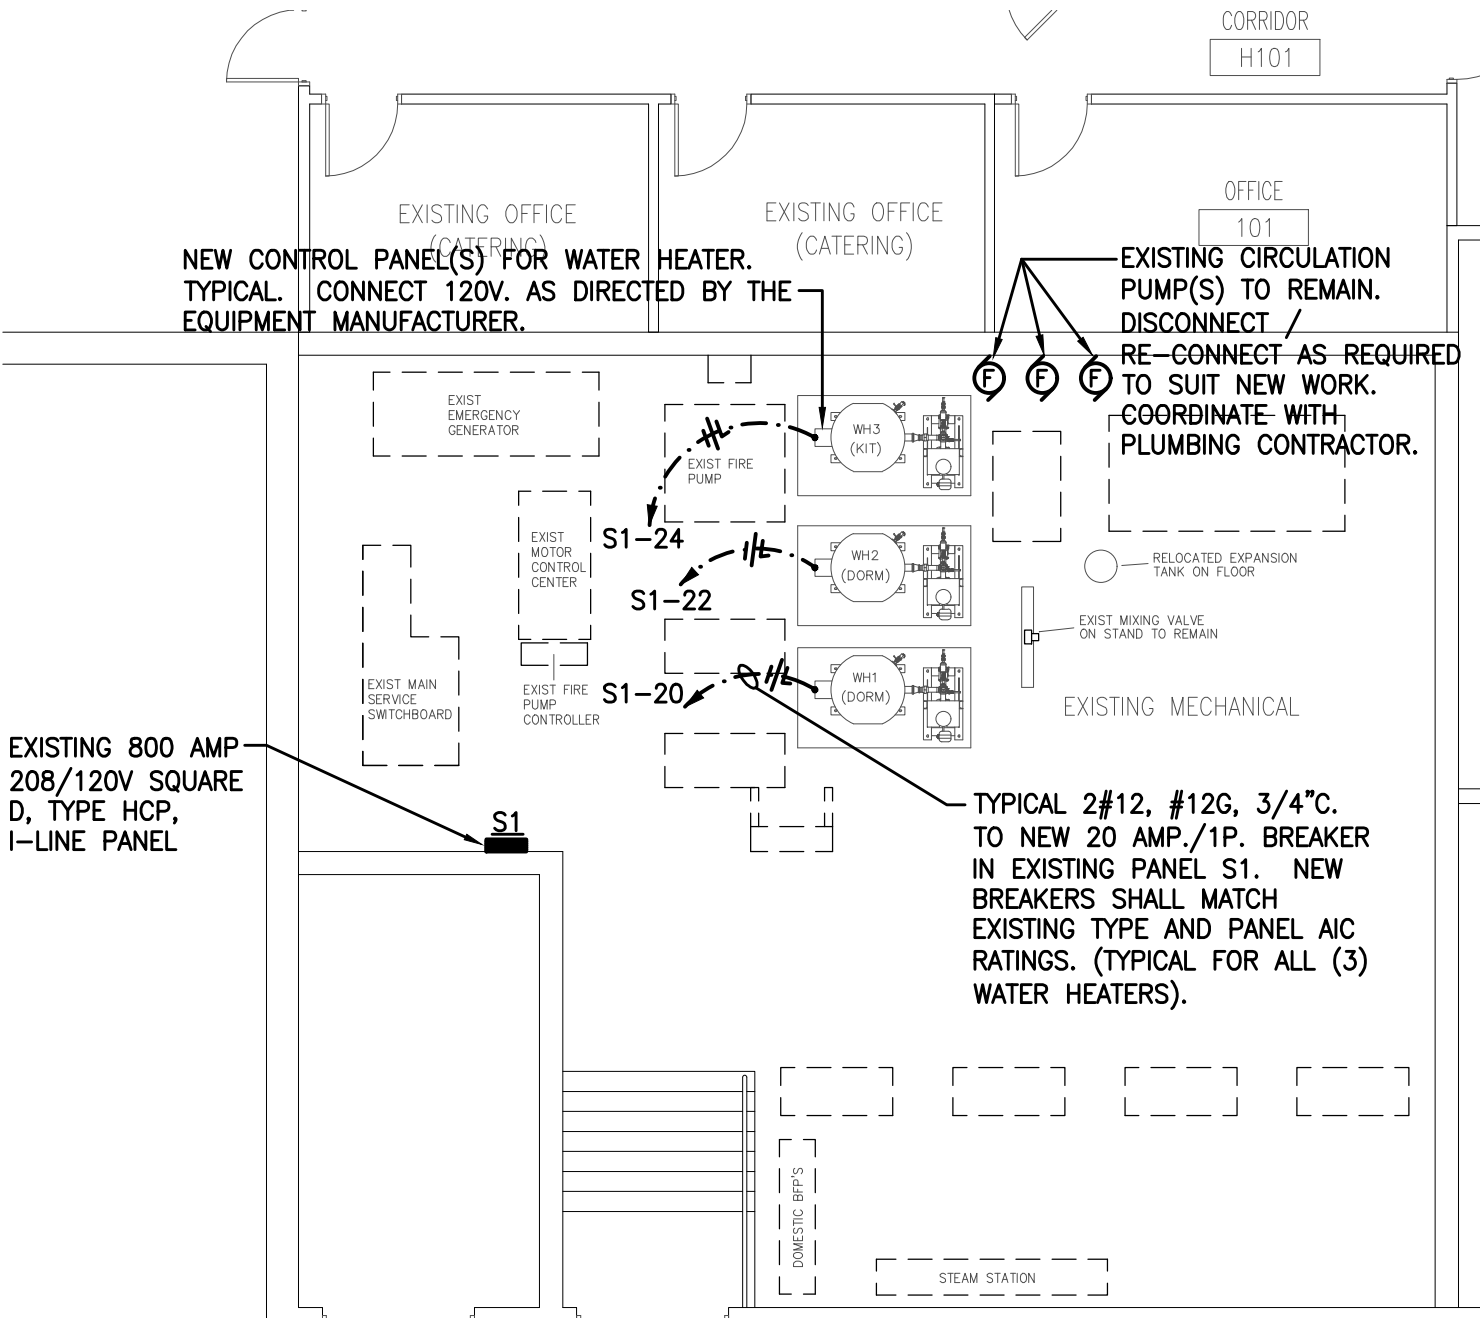 CORRIDOR
H101
EXISTING OFFICE
(CATERING)
EXISTING OFFICE
(CATERING)
OFFICE
101
NEW CONTROL PANEL(S) FOR WATER HEATER.
TYPICAL. CONNECT 120V. AS DIRECTED BY THE
EQUIPMENT MANUFACTURER.
EXISTING CIRCULATION
PUMP(S) TO REMAIN.
DISCONNECT /
RE-CONNECT AS REQUIRED
TO SUIT NEW WORK.
COORDINATE WITH
PLUMBING CONTRACTOR.
F
F
F
EXIST
EMERGENCY
GENERATOR
EXIST FIRE
PUMP
WH3
(KIT)
S1-24
EXIST
MOTOR
CONTROL
CENTER
WH2
(DORM)
S1-22
RELOCATED EXPANSION
TANK ON FLOOR
EXIST MIXING VALVE
ON STAND TO REMAIN
EXIST MAIN
SERVICE
SWITCHBOARD
EXIST FIRE
PUMP
CONTROLLER
S1-20
WH1
(DORM)
EXISTING MECHANICAL
EXISTING 800 AMP
208/120V SQUARE
D, TYPE HCP,
I-LINE PANEL
S1
TYPICAL 2#12, #12G, 3/4"C.
TO NEW 20 AMP./1P. BREAKER
IN EXISTING PANEL S1. NEW
BREAKERS SHALL MATCH
EXISTING TYPE AND PANEL AIC
RATINGS. (TYPICAL FOR ALL (3)
WATER HEATERS).
DOMESTIC BFP'S
STEAM STATION